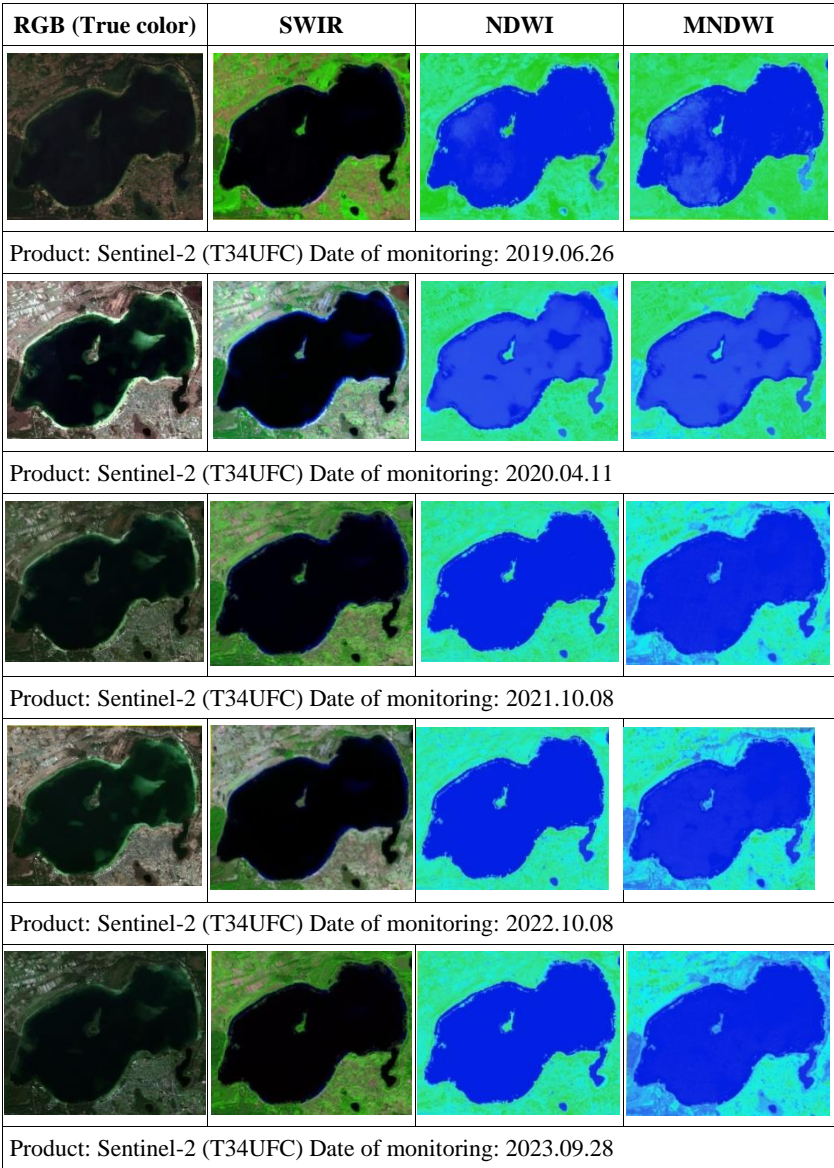 RGB (True color) SWIR NDWI MNDWI
Product: Sentinel-2 (T34UFC) Date of monitoring: 2019.06.26
Product: Sentinel-2 (T34UFC) Date of monitoring: 2020.04.11
Product: Sentinel-2 (T34UFC) Date of monitoring: 2021.10.08
Product: Sentinel-2 (T34UFC) Date of monitoring: 2022.10.08
Product: Sentinel-2 (T34UFC) Date of monitoring: 2023.09.28